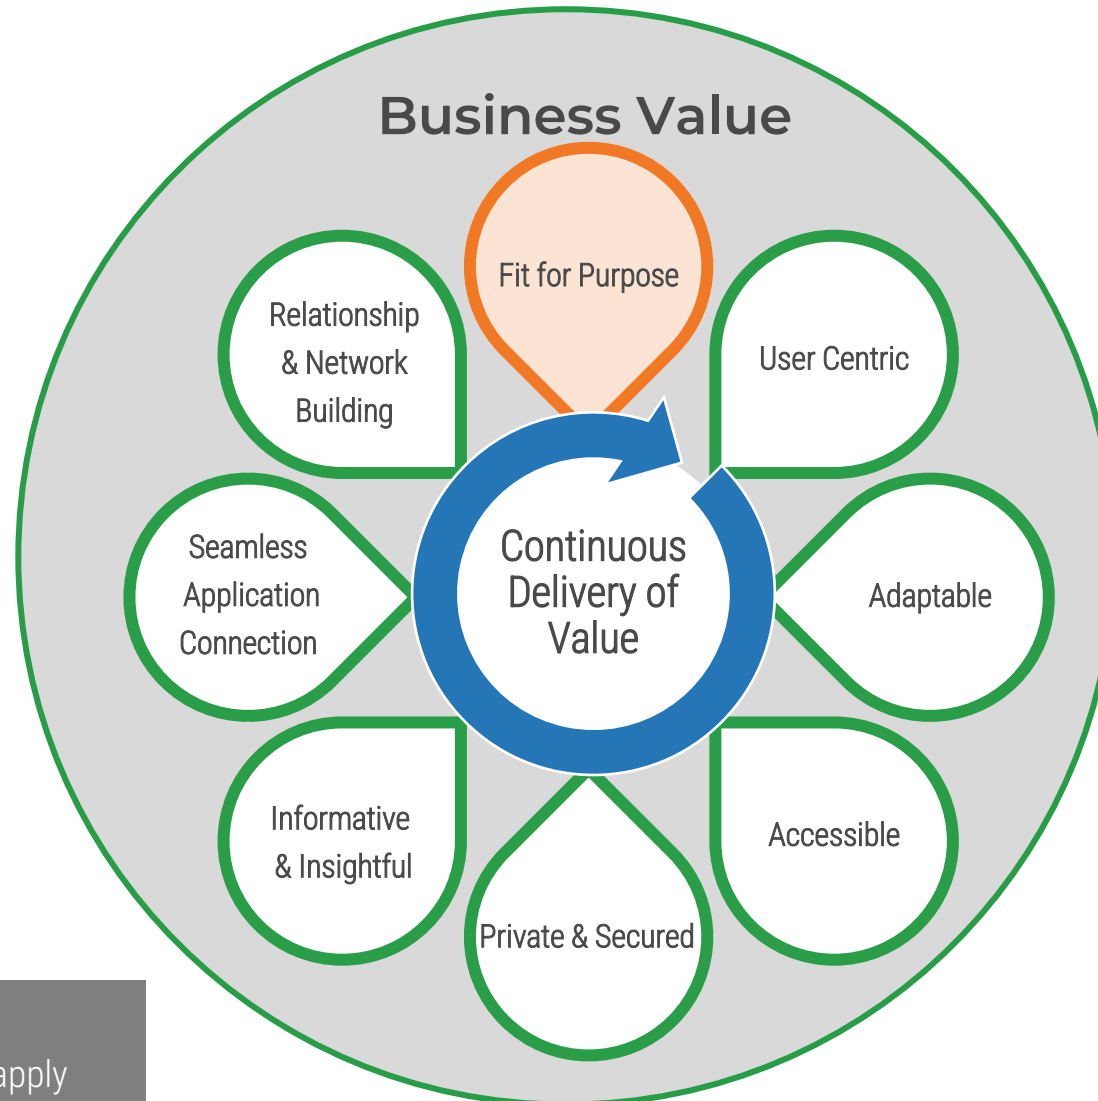 Business Value
Fit for Purpose
User Centric
Adaptable
Accessible
Private & Secured
Informative
& Insightful
Seamless
Application
Connection
Relationship
& Network
Building
Continuous
Delivery of
Value
apply